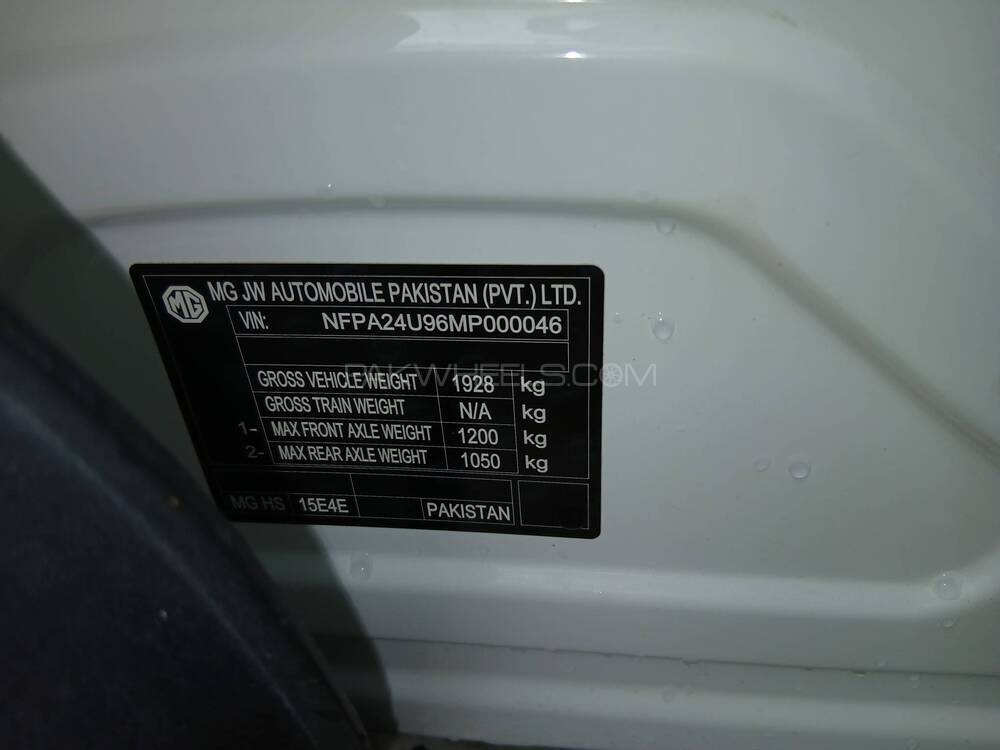 MG MG JW AUTOMOBILE PAKISTAN (PVT.) LTD.
VIN: NFPA24U96MP000046
PAKWHEELS.COM
GROSS VEHICLE WEIGHT 1928 kg
GROSS TRAIN WEIGHT N/A kg
1- MAX FRONT AXLE WEIGHT 1200 kg
2- MAX REAR AXLE WEIGHT 1050 kg
MG HS 15E4E PAKISTAN